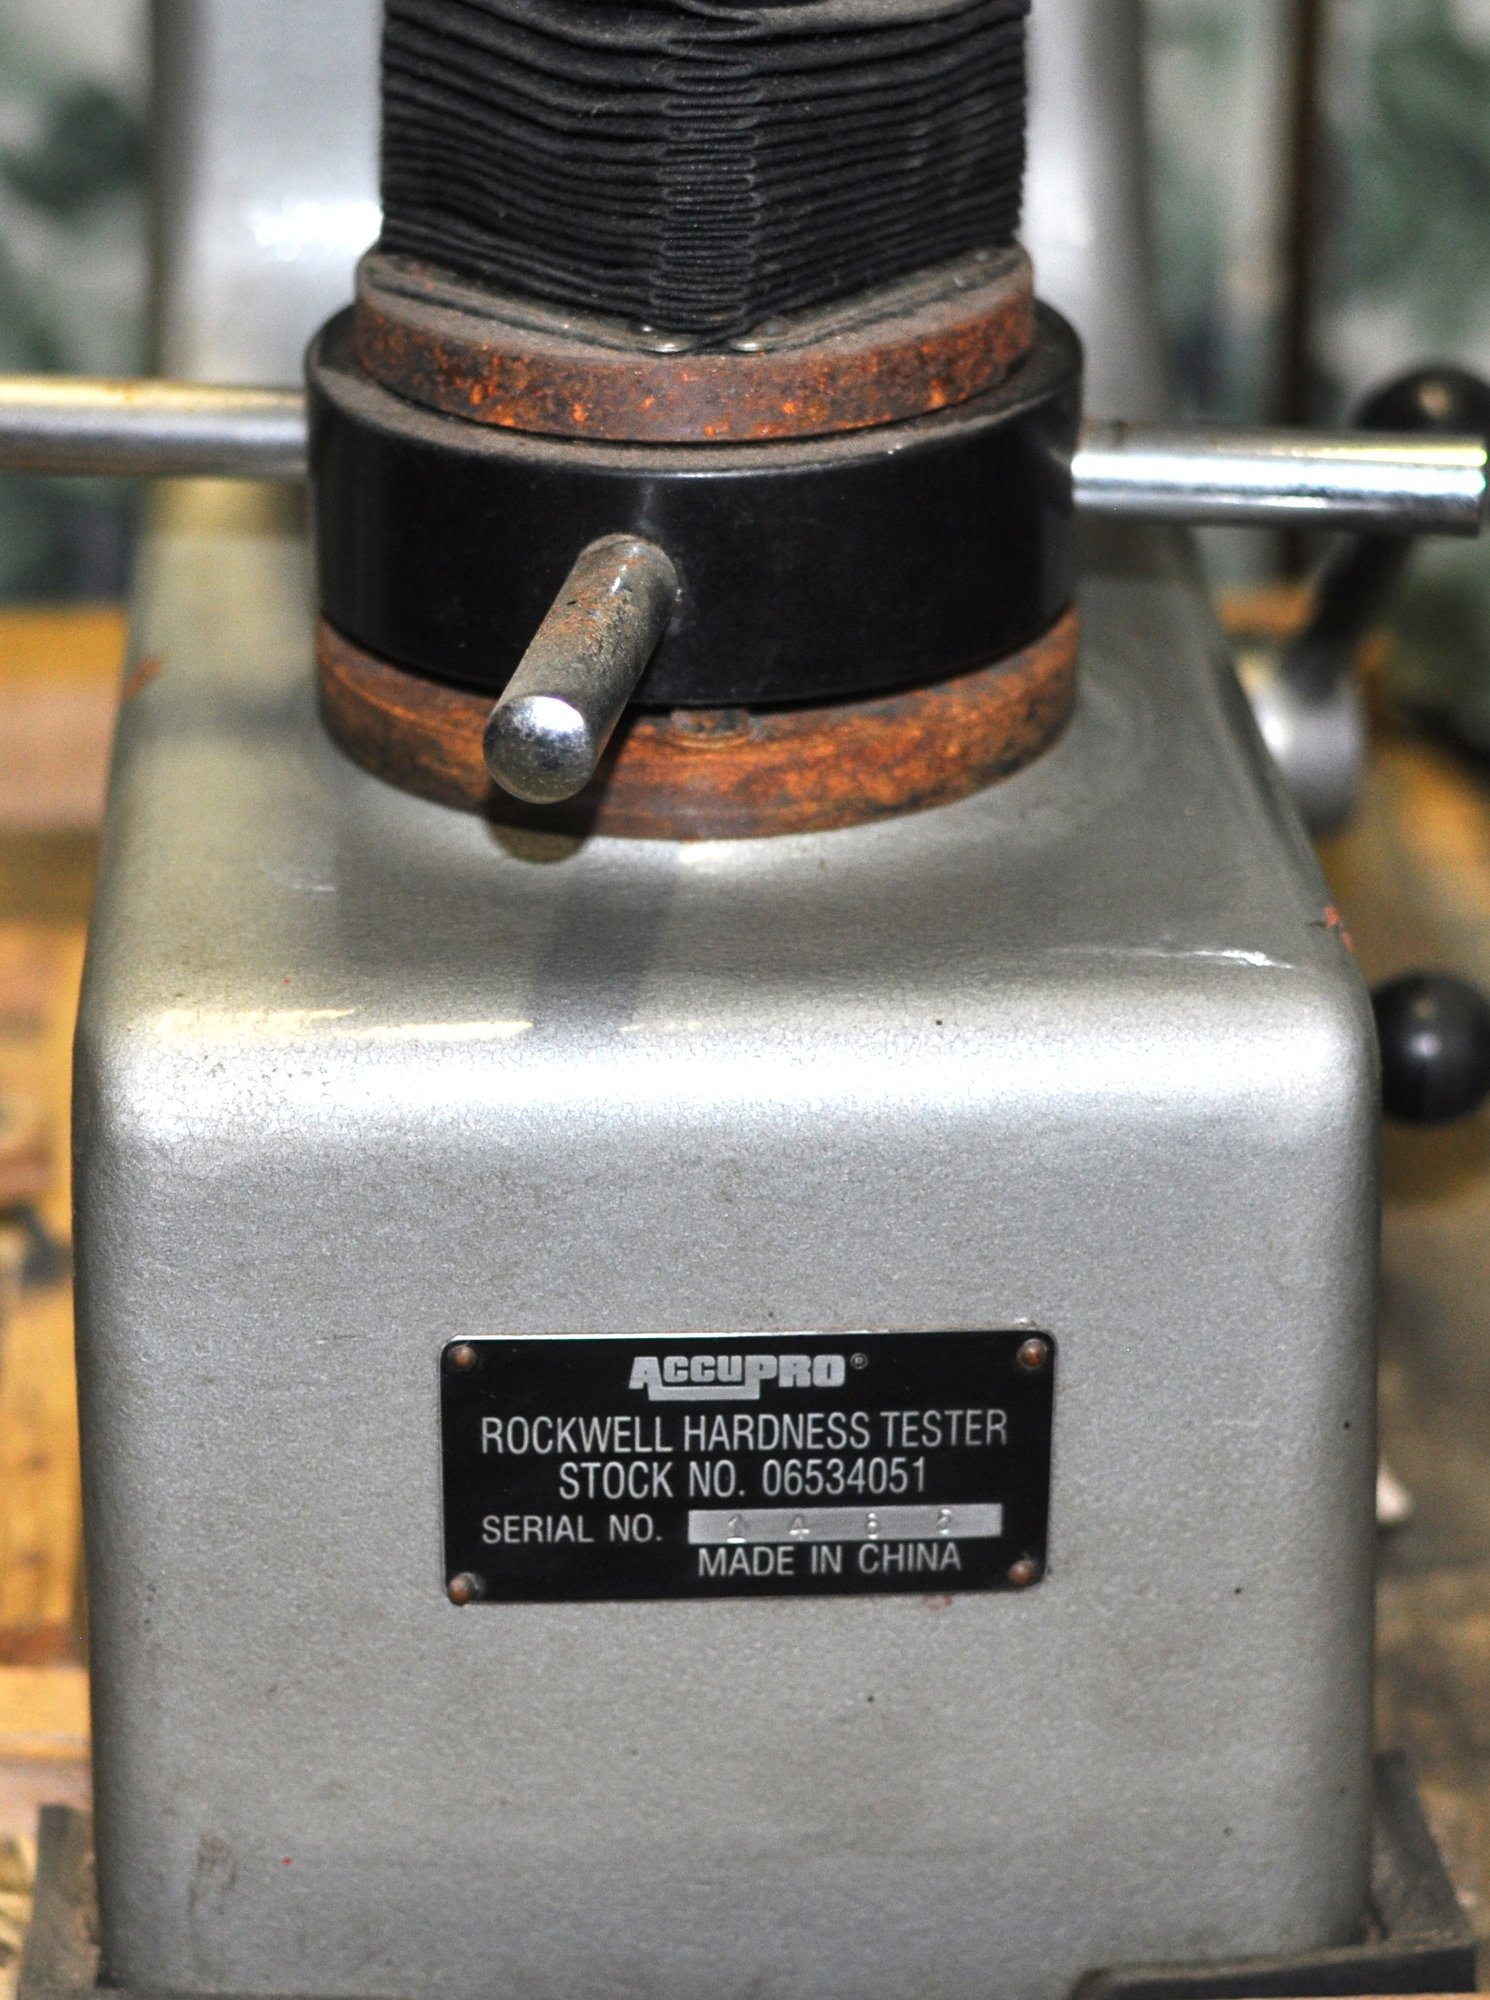 ACCUPRO®
ROCKWELL HARDNESS TESTER
STOCK NO. 06534051
SERIAL NO.
MADE IN CHINA